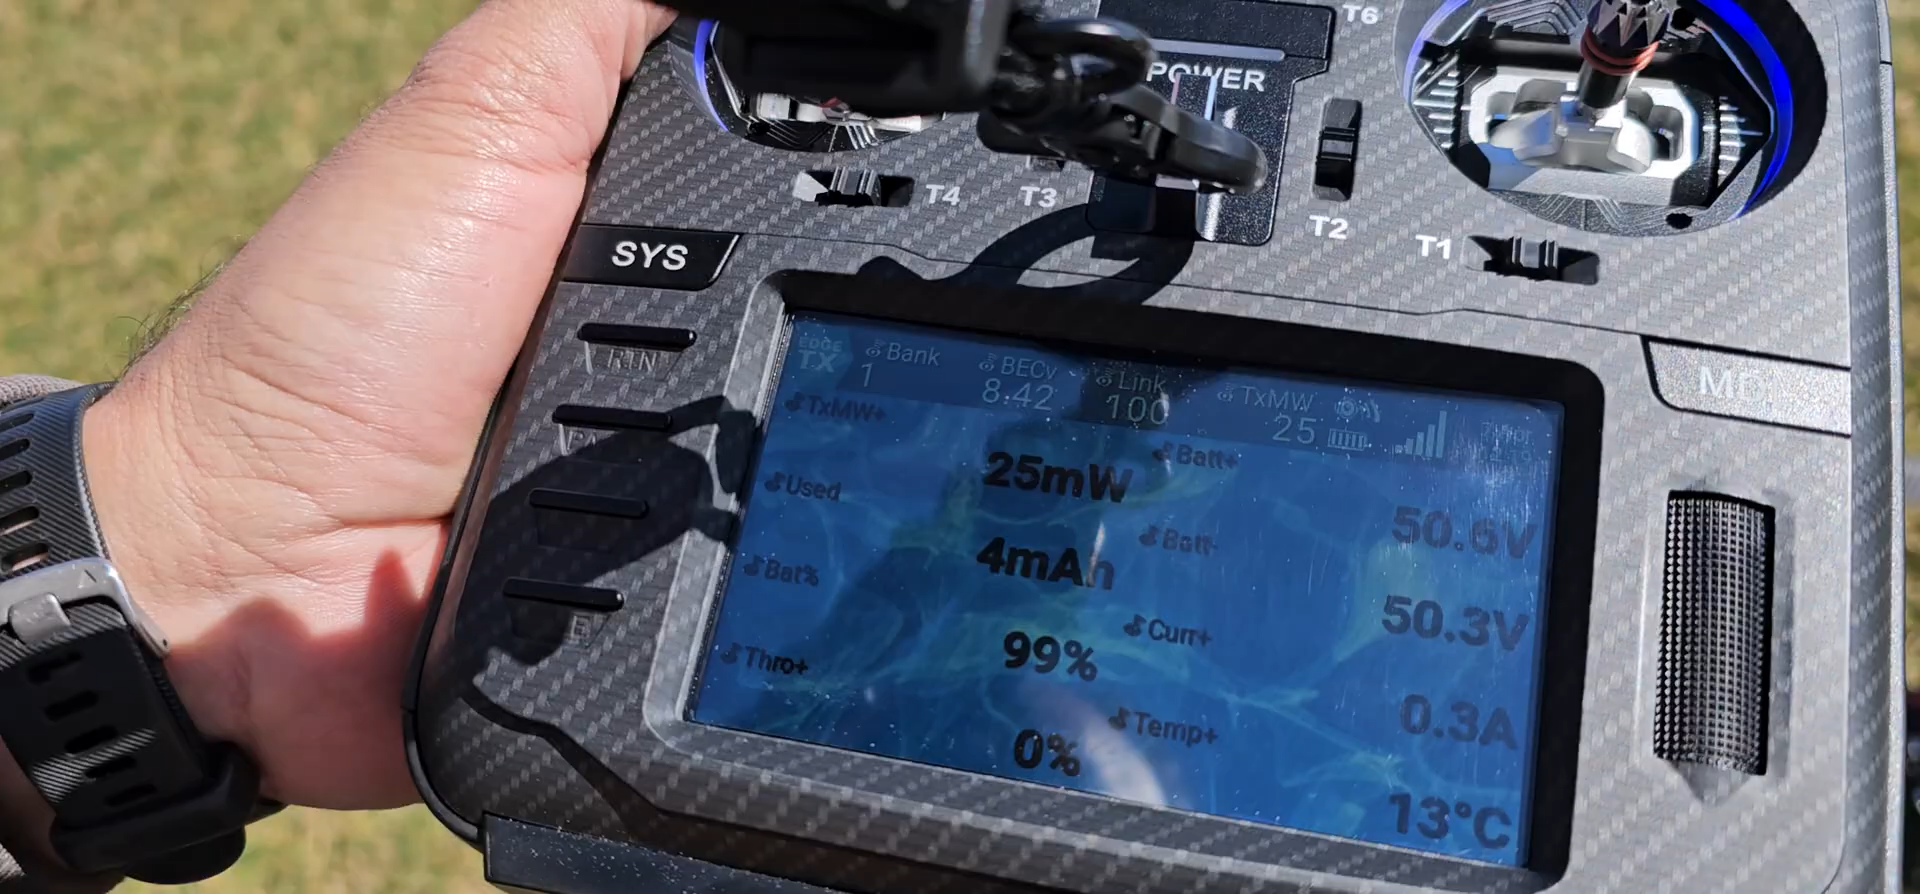 T6
POWER
T4
T3
T2
T1
SYS
RTN
EDGE
TX
Bank
1
BECv
8.42
Link
100
TxMW
25
TxMW+
25mW
Batt+
50.6V
Used
4mAh
Batt-
50.3V
Bat%
99%
Curr+
0.3A
Thro+
0%
Temp+
13°C